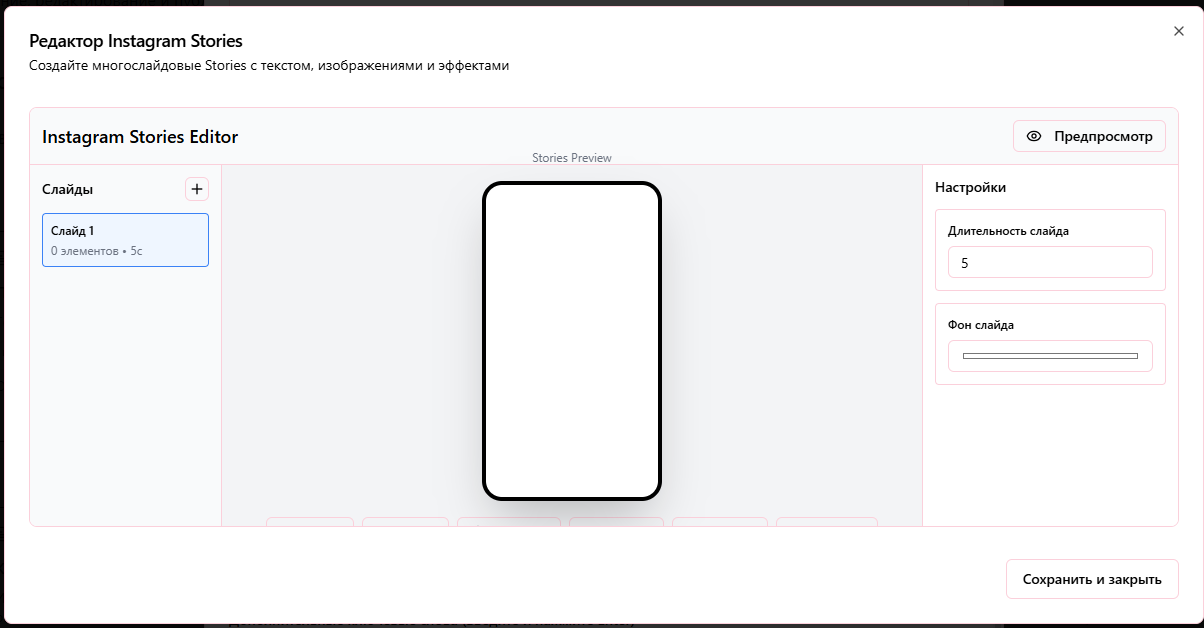 Редактор Instagram Stories
Создайте многослайдовые Stories с текстом, изображениями и эффектами
Instagram Stories Editor
Предпросмотр
Stories Preview
Слайды
Слайд 1
0 элементов • 5с
Настройки
Длительность слайда
5
Фон слайда
Сохранить и закрыть